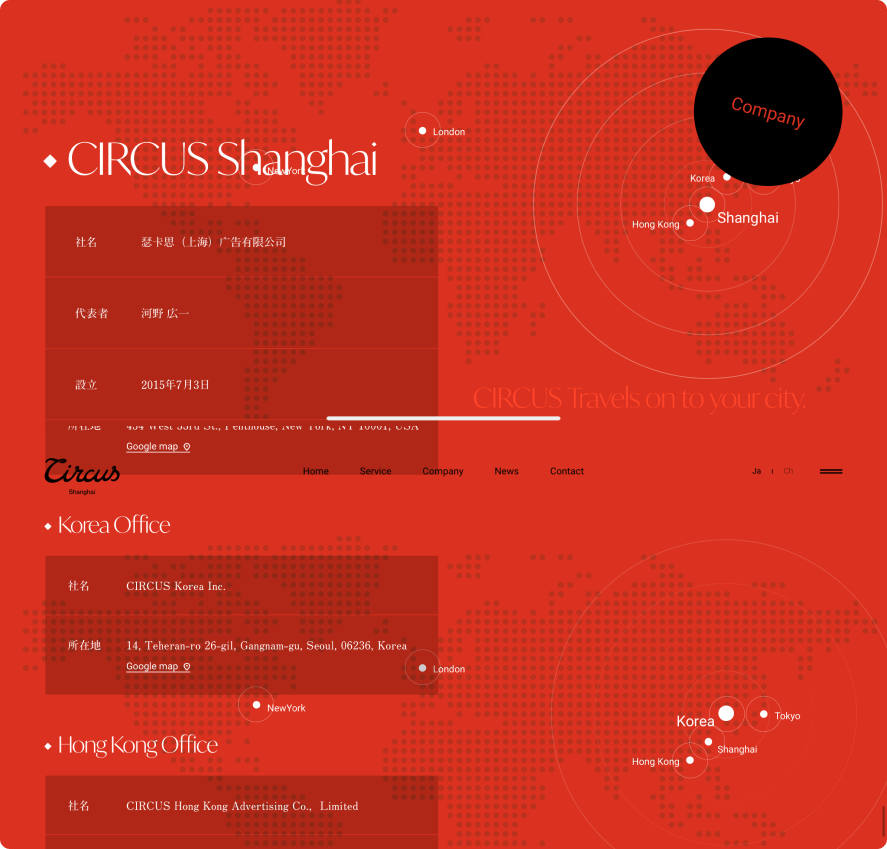 Company
London
CIRCUS Shanghai
NewYork
Korea
Shanghai
Hong Kong
社名 瑟卡思（上海）广告有限公司
代表者 河野 広一
設立 2015年7月3日
CIRCUS Travels on to your city.
所在地 454 West 33rd St., Penthouse, New York, NY 10001, USA
Google map
Circus
Shanghai
Home Service Company News Contact
Ja Ch
Korea Office
社名 CIRCUS Korea Inc.
所在地 14, Teheran-ro 26-gil, Gangnam-gu, Seoul, 06236, Korea
Google map
London
NewYork
Korea
Tokyo
Shanghai
Hong Kong
Hong Kong Office
社名 CIRCUS Hong Kong Advertising Co., Limited